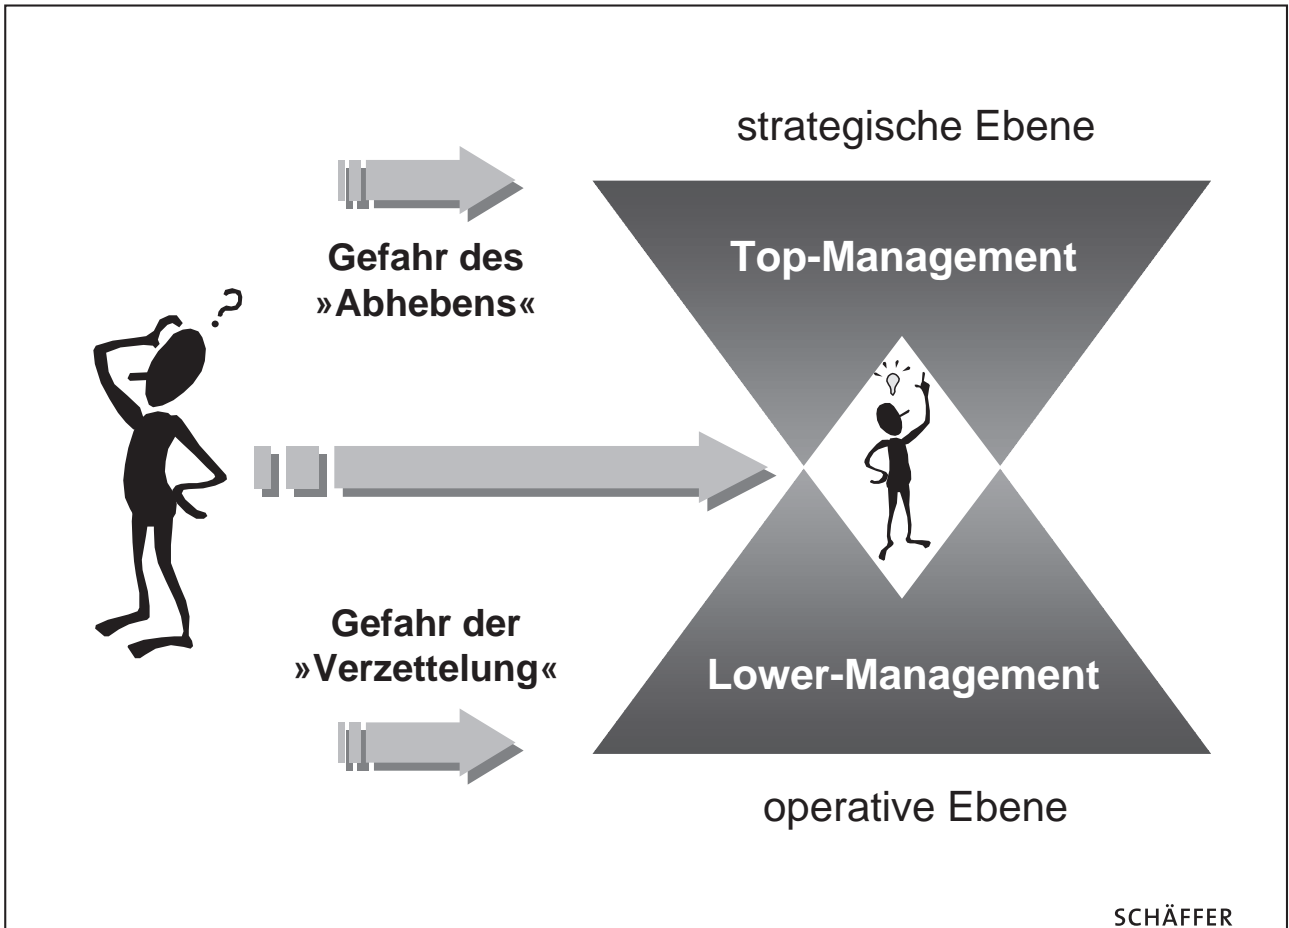 strategische Ebene
Gefahr des
»Abhebens«
Top-Management
?
Gefahr der
»Verzettelung«
Lower-Management
operative Ebene
SCHÄFFER